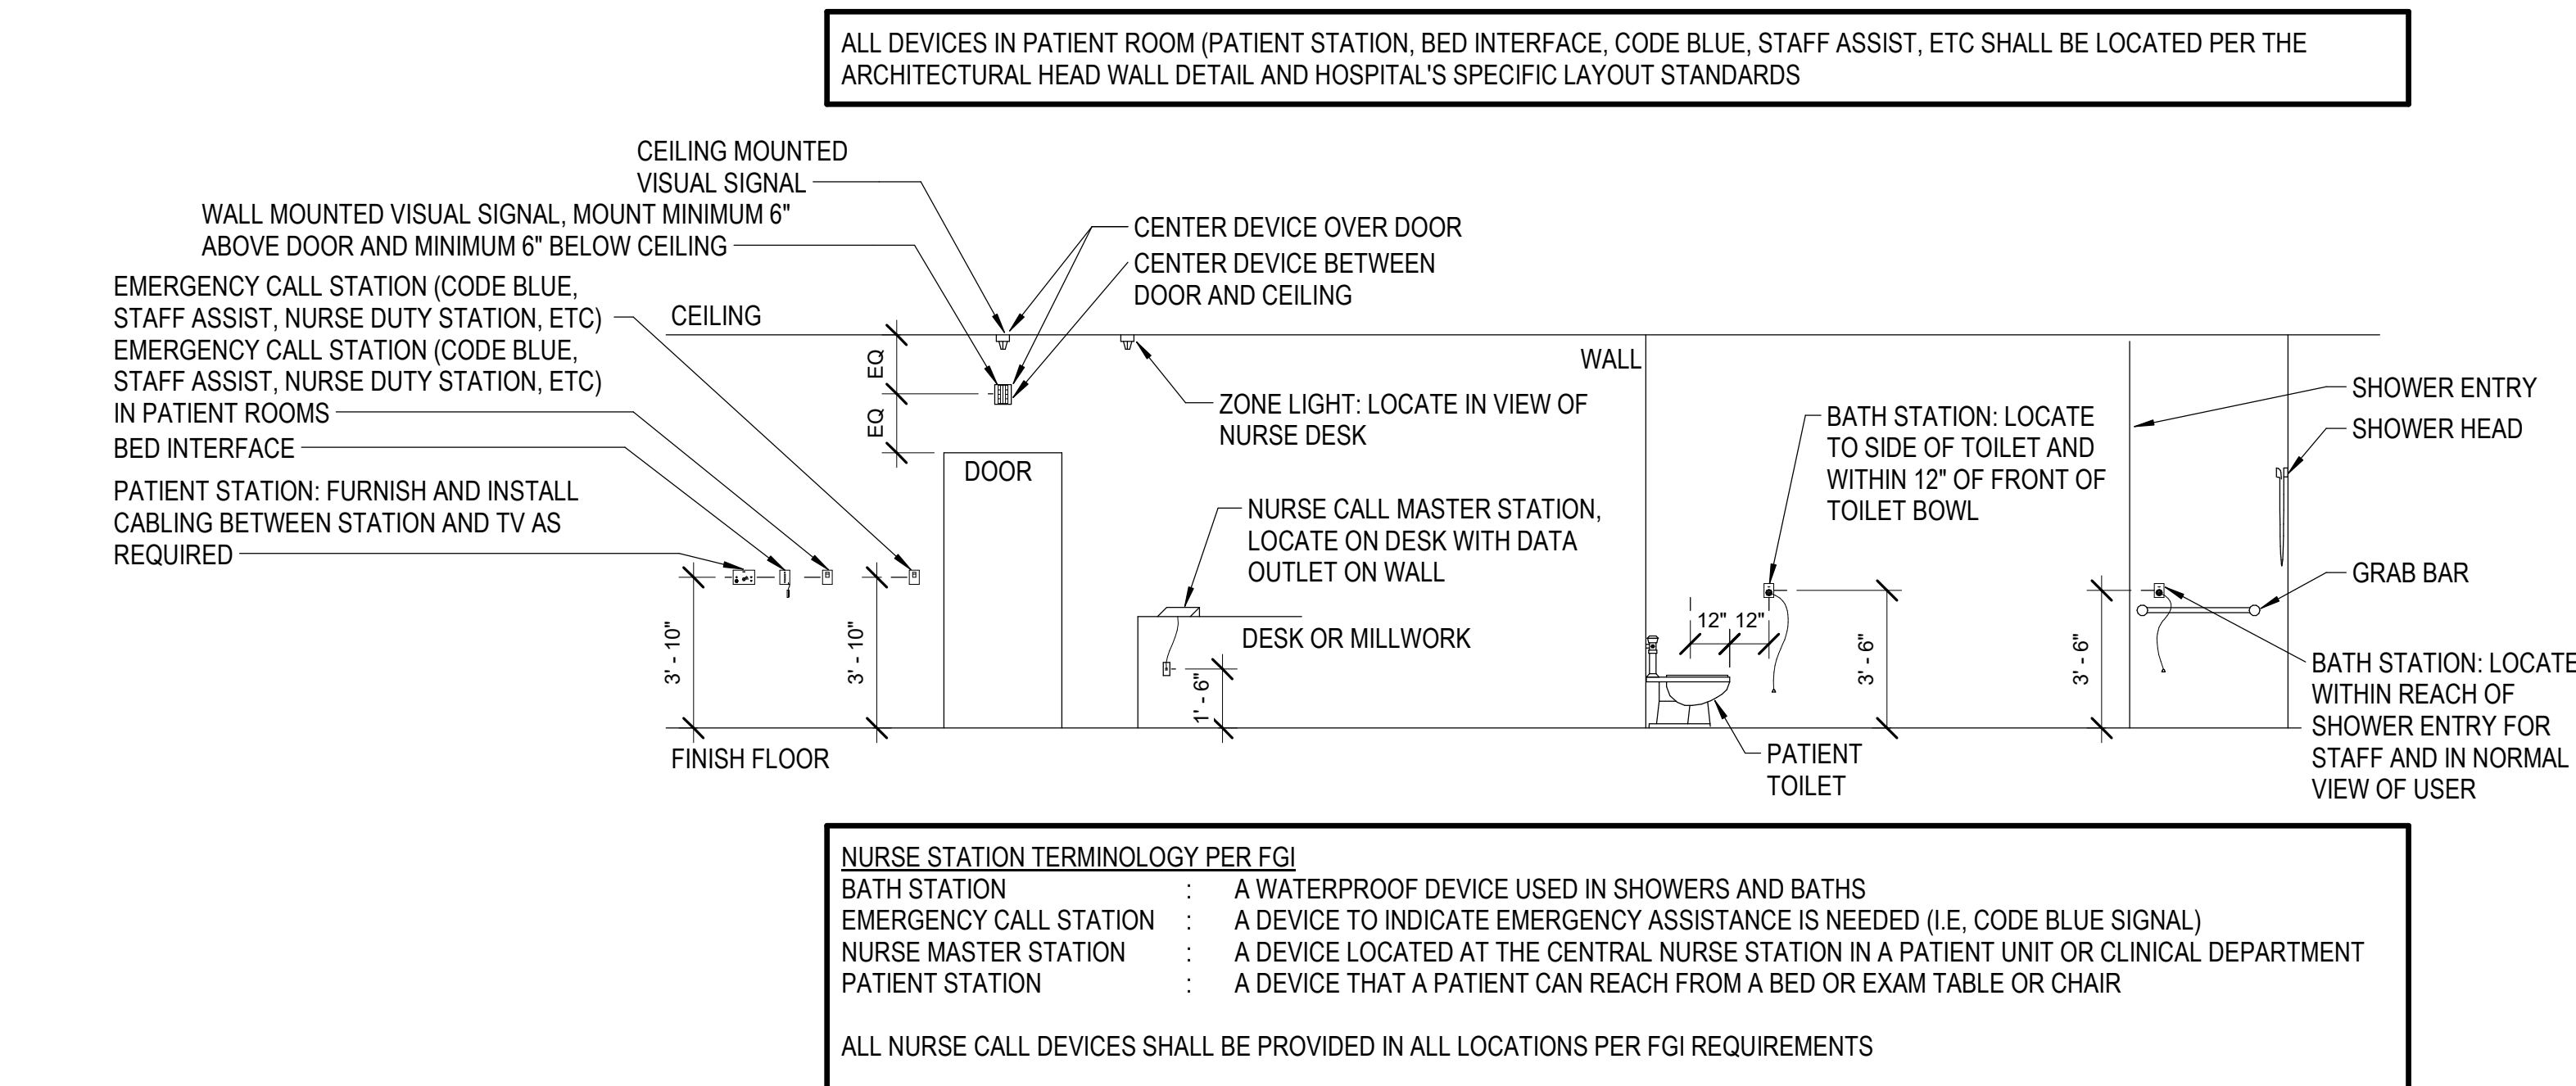 ALL DEVICES IN PATIENT ROOM (PATIENT STATION, BED INTERFACE, CODE BLUE, STAFF ASSIST, ETC SHALL BE LOCATED PER THE
ARCHITECTURAL HEAD WALL DETAIL AND HOSPITAL'S SPECIFIC LAYOUT STANDARDS
CEILING MOUNTED
VISUAL SIGNAL
WALL MOUNTED VISUAL SIGNAL, MOUNT MINIMUM 6"
ABOVE DOOR AND MINIMUM 6" BELOW CEILING
EMERGENCY CALL STATION (CODE BLUE,
STAFF ASSIST, NURSE DUTY STATION, ETC)
EMERGENCY CALL STATION (CODE BLUE,
STAFF ASSIST, NURSE DUTY STATION, ETC)
IN PATIENT ROOMS
BED INTERFACE
PATIENT STATION: FURNISH AND INSTALL
CABLING BETWEEN STATION AND TV AS
REQUIRED
CENTER DEVICE OVER DOOR
CENTER DEVICE BETWEEN
DOOR AND CEILING
CEILING
EQ
EQ
DOOR
ZONE LIGHT: LOCATE IN VIEW OF
NURSE DESK
NURSE CALL MASTER STATION,
LOCATE ON DESK WITH DATA
OUTLET ON WALL
DESK OR MILLWORK
3' - 10"
3' - 10"
1' - 6"
FINISH FLOOR
WALL
BATH STATION: LOCATE
TO SIDE OF TOILET AND
WITHIN 12" OF FRONT OF
TOILET BOWL
12" 12"
3' - 6"
PATIENT
TOILET
3' - 6"
SHOWER ENTRY
SHOWER HEAD
GRAB BAR
BATH STATION: LOCATE
WITHIN REACH OF
SHOWER ENTRY FOR
STAFF AND IN NORMAL
VIEW OF USER
NURSE STATION TERMINOLOGY PER FGI
BATH STATION : A WATERPROOF DEVICE USED IN SHOWERS AND BATHS
EMERGENCY CALL STATION : A DEVICE TO INDICATE EMERGENCY ASSISTANCE IS NEEDED (I.E, CODE BLUE SIGNAL)
NURSE MASTER STATION : A DEVICE LOCATED AT THE CENTRAL NURSE STATION IN A PATIENT UNIT OR CLINICAL DEPARTMENT
PATIENT STATION : A DEVICE THAT A PATIENT CAN REACH FROM A BED OR EXAM TABLE OR CHAIR
ALL NURSE CALL DEVICES SHALL BE PROVIDED IN ALL LOCATIONS PER FGI REQUIREMENTS